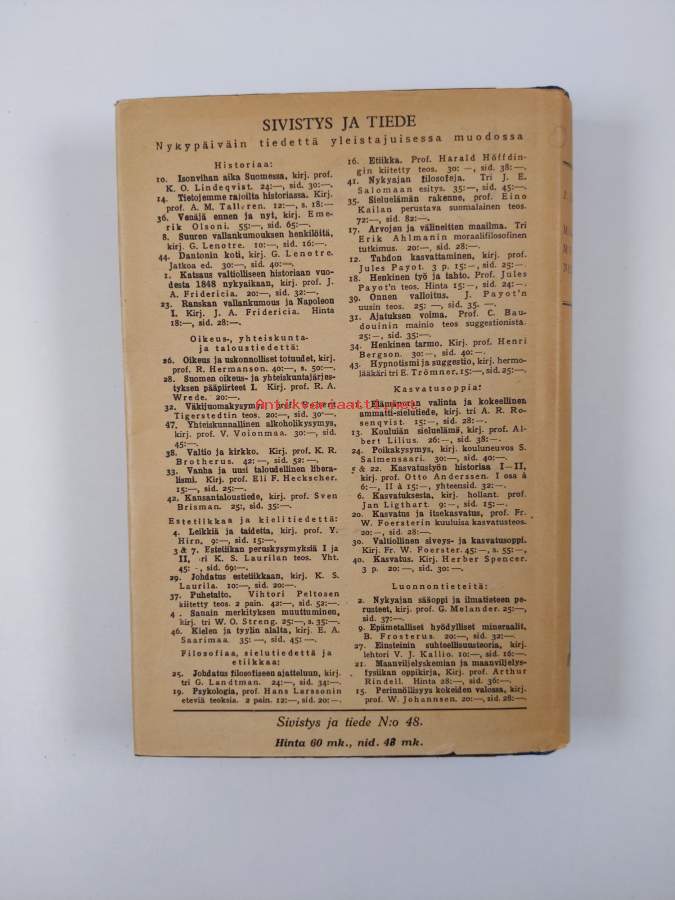 SIVISTYS JA TIEDE
Nykypäiväin tiedettä yleistajuisessa muodossa
Historiaa:
10. Isonvihan aika Suomessa, kirj. prof.
K. O. Lindeqvist. 24:—, sid. 30:—.
14. Tietojemme rajoilta historiassa. Kirj.
prof. A. M. Tallgren. 12:—, s. 18:—
36. Venäjä ennen ja nyt, kirj. Eme-
rik Olsoni. 55:—, sid. 65:—.
8. Suuren vallankumouksen henkilöitä,
kirj. G. Lenotre. 10:—, sid. 16:—.
44. Dantonin koti, kirj. G. Lenotre.
Jatkoa ed. 30:—, sid. 40:—.
1. Katsaus valtiolliseen historiaan vuo-
desta 1848 nykyaikaan, kirj. prof. J.
A. Fridericia. 20:—, sid. 32:—.
23. Ranskan vallankumous ja Napoleon
I. Kirj. J. A. Fridericia. Hinta
18:—, sid. 28:—.
Oikeus-, yhteiskunta-
ja taloustiedettä:
26. Oikeus ja uskonnolliset totuudet, kirj.
prof. R. Hermanson. 40:—, s. 50:—.
28. Suomen oikeus- ja yhteiskuntajärjes-
tyksen pääpiirteet I. Kirj. prof. R. A.
Wrede. 20:—.
32. Väkijuomakysymys, prof. Robert
Tigerstedtin teos. 20:—, sid. 30:—.
47. Yhteiskunnallinen alkoholikysymys,
kirj. prof. V. Voionmaa. 30:—, sid.
45:—.
38. Valtio ja kirkko. Kirj. prof. K. R.
Brotherus. 42:—, sid. 52:—.
33. Vanha ja uusi taloudellinen libera-
lismi. Kirj. prof. Eli F. Heckscher.
15:—, sid. 25:—.
42. Kansantaloustiede, kirj. prof. Sven
Brisman. 25:, sid. 35:—.
Estetiikkaa ja kielitiedettä:
4. Leikkiä ja taidetta, kirj. prof. Y.
Hirn. 9:—, sid. 15:—.
3 & 7. Estetiikan peruskysymyksiä I ja
II, tri K. S. Laurilan teos. Yht.
45:-, sid. 69:—.
29. Johdatus estetiikkaan, kirj. K. S.
Laurila. 10:—, sid. 20:—.
37. Puhetaito. Vihtori Peltosen
kiitetty teos. 2 pain. 42:—, sid. 52:—.
4. Sanain merkityksen muuttuminen,
kirj. tri W. O. Streng. 25:—, s. 35:—.
46. Kielen ja tyylin alalta, kirj. E. A.
Saarimaa. 35:—, sid. 45:—.
Filosofiaa, sielutiedettä ja
etiikkaa:
25. Johdatus filosofiseen ajatteluun, kirj.
tri G. Landtman. 24:—, sid. 34:—.
19. Psykologia, prof. Hans Larssonin
eteviä teoksia. 2 pain. 12:—, sid. 20:—.
16. Etiikka. Prof. Harald Höffdin-
gin kiitetty teos. 30:—, sid. 38:—.
41. Nykyajan filosofeja. Tri J. E.
Salomaan esitys. 35:—, sid. 45:—.
35. Sieluelämän rakenne, prof. Eino
Kailan perustava suomalainen teos.
72:—, sid. 82:—.
17. Arvojen ja välineitten maailma. Tri
Erik Ahlmanin moraalifilosofinen
tutkimus. 20:—, sid. 28:—.
12. Tahdon kasvattaminen, kirj. prof.
Jules Payot. 3 p. 15:—, sid. 25:—.
18. Henkinen työ ja tahto. Prof. Jules
Payot'n teos. Hinta 15:—, sid. 24:—.
39. Onnen valloitus. J. Payot'n
uusin teos. 25:—, sid. 35. —.
31. Ajatuksen voima. Prof. C. Bau-
douinin mainio teos suggestionista.
25:—, sid. 35:—.
34. Henkinen tarmo. Kirj. prof. Henri
Bergson. 30:—, sid. 40:—.
43. Hypnotismi ja suggestio, kirj. hermo-
lääkäri tri E. Trömner. 15:—, sid. 25:—.
Kasvatusoppia:
Elämänuran valinta ja kokeellinen
ammatti-sielutiede, kirj. tri A. R. Ro-
senqvist. 15:—, sid. 28:—.
13. Kouluiän sieluelämä, kirj. prof. Al-
bert Lilius. 26:—, sid. 38:—.
24. Poikakysymys, kirj. kouluneuvos S.
Salmensaari. 30:—, sid. 40:—.
5 & 22. Kasvatustyön historiaa I—II,
kirj. prof. Otto Anderssen. I osa à
6:—, II à 15:—, yhteensid. 32:—.
6. Kasvatuksesta, kirj. hollant. prof.
Jan Ligthart. 9:—, sid. 15:—.
20. Kasvatus ja itsekasvatus, prof. Fr.
W. Foersterin kuuluisa kasvatusteos.
20:—, sid. 28:—.
30. Valtiollinen siveys- ja kasvatusoppi.
Kirj. Fr. W. Foerster. 45:—, s. 55:—.
40. Kasvatus. Kirj. Herber Spencer.
3 p. 20:—, sid. 30:—.
Luonnontieteitä:
2. Nykyajan sääoppi ja ilmatieteen pe-
rusteet, kirj. prof. G. Melander. 25:—,
sid. 37:—.
9. Epämetalliset hyödylliset mineraalit,
B. Frosterus. 20:—, sid. 32:—.
27. Einsteinin suhteellisuusteoria, kirj.
lehtori V. J. Kallio. 10:—, sid. 16:—.
21. Maanviljelyskemian ja maanviljelys-
fysiikan oppikirja, Kirj. prof. Arthur
Rindell. Hinta 28:—, sid. 36:—.
15. Perinnöllisyys kokeiden valossa, kirj.
prof. W. Johannsen. 20:—, sid. 28:—.
Sivistys ja tiede N:o 48.
Hinta 60 mk., nid. 48 mk.
Antikvariaatti.net